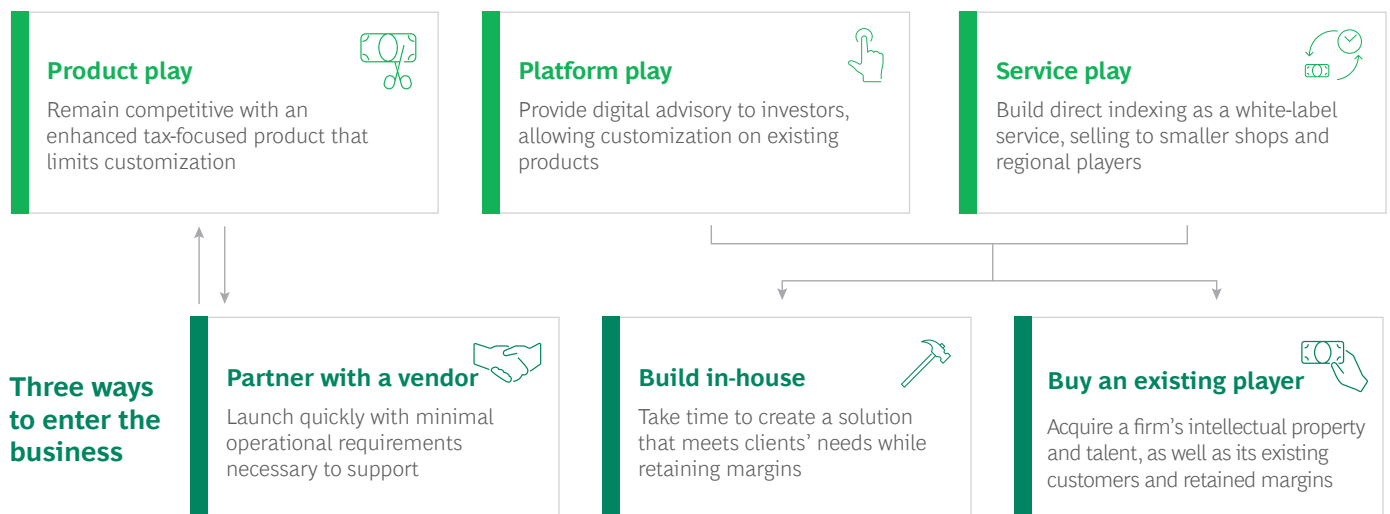 Product play
Remain competitive with an
enhanced tax-focused product that
limits customization
Platform play
Provide digital advisory to investors,
allowing customization on existing
products
Service play
Build direct indexing as a white-label
service, selling to smaller shops and
regional players
Three ways
to enter the
business
Partner with a vendor
Launch quickly with minimal
operational requirements
necessary to support
Build in-house
Take time to create a solution
that meets clients’ needs while
retaining margins
Buy an existing player
Acquire a firm’s intellectual property
and talent, as well as its existing
customers and retained margins